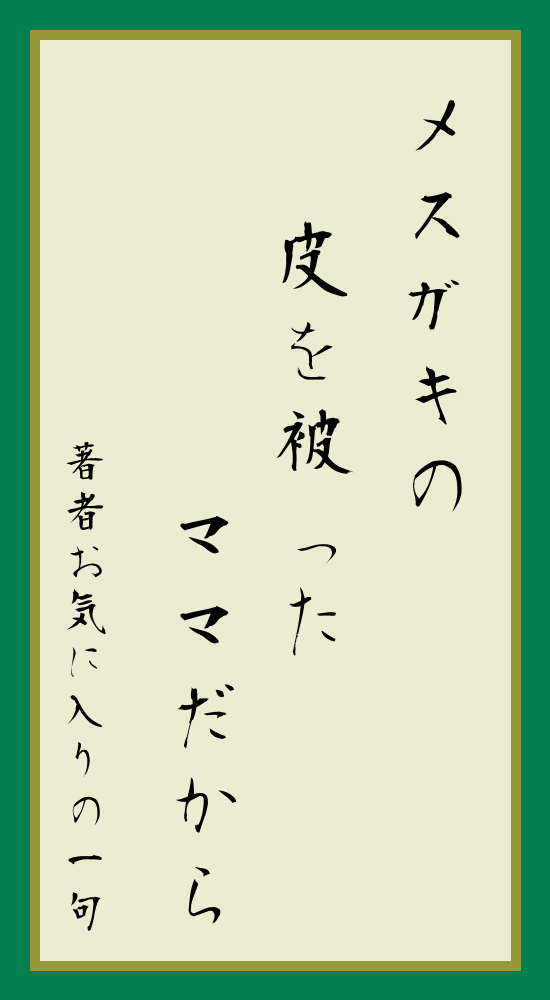 メスガキの
皮を被った
ママだから
著者お気に入りの一句